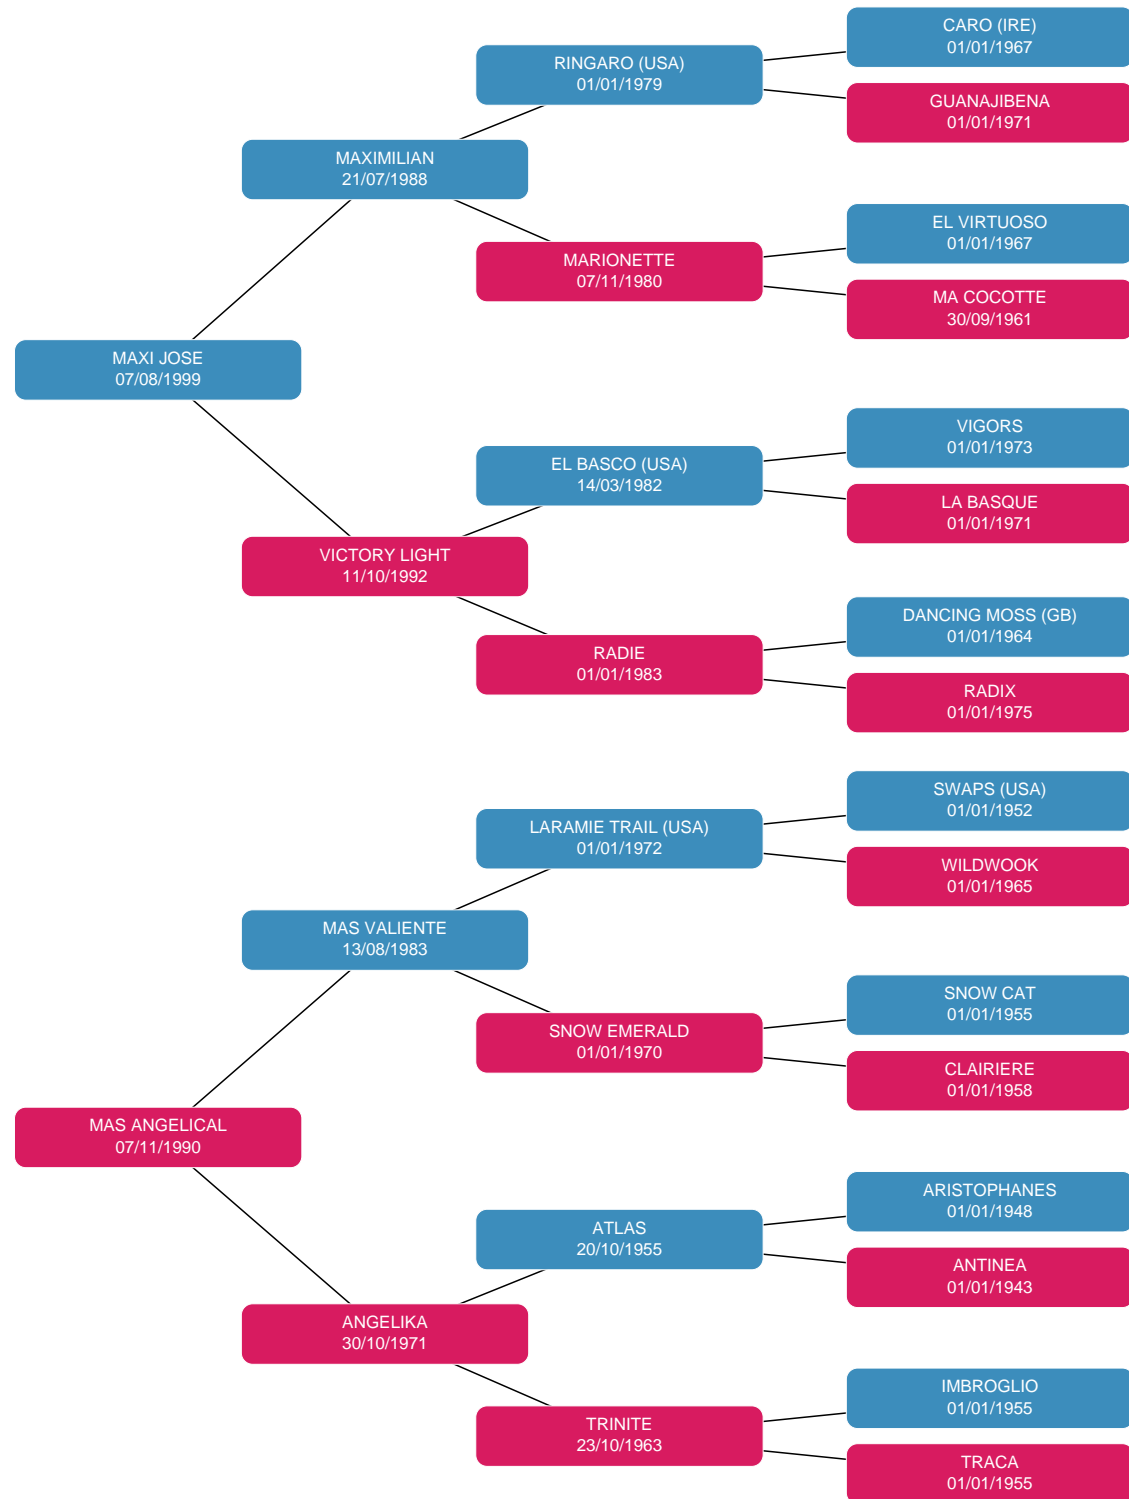 CARO (IRE)
01/01/1967
RINGARO (USA)
01/01/1979
GUANAJIBENA
01/01/1971
MAXIMILIAN
21/07/1988
EL VIRTUOSO
01/01/1967
MARIONETTE
07/11/1980
MA COCOTTE
30/09/1961
MAXI JOSE
07/08/1999
VIGORS
01/01/1973
EL BASCO (USA)
14/03/1982
LA BASQUE
01/01/1971
VICTORY LIGHT
11/10/1992
DANCING MOSS (GB)
01/01/1964
RADIE
01/01/1983
RADIX
01/01/1975
SWAPS (USA)
01/01/1952
LARAMIE TRAIL (USA)
01/01/1972
WILDWOOK
01/01/1965
MAS VALIENTE
13/08/1983
SNOW CAT
01/01/1955
SNOW EMERALD
01/01/1970
CLAIRIERE
01/01/1958
MAS ANGELICAL
07/11/1990
ARISTOPHANES
01/01/1948
ATLAS
20/10/1955
ANTINEA
01/01/1943
ANGELIKA
30/10/1971
IMBROGLIO
01/01/1955
TRINITE
23/10/1963
TRACA
01/01/1955